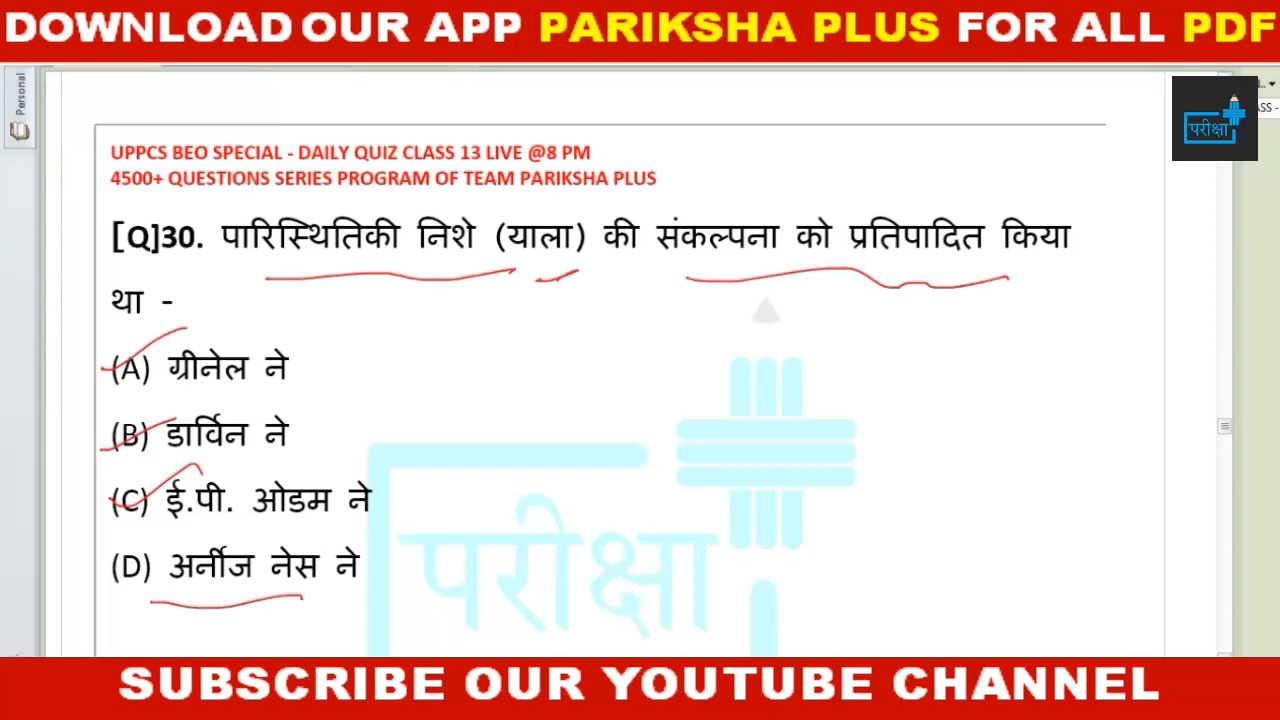 DOWNLOAD OUR APP PARIKSHA PLUS FOR ALL PDF
Personal
परीक्षा
ASS -
UPPCS BEO SPECIAL - DAILY QUIZ CLASS 13 LIVE @8 PM
4500+ QUESTIONS SERIES PROGRAM OF TEAM PARIKSHA PLUS
[Q]30. पारिस्थितिकी निशे (याला) की संकल्पना को प्रतिपादित किया
था -
(A) ग्रीनेल ने
(B) डार्विन ने
(C) ई.पी. ओडम ने
(D) अर्नीज नेस ने
परीक्षा
SUBSCRIBE OUR YOUTUBE CHANNEL